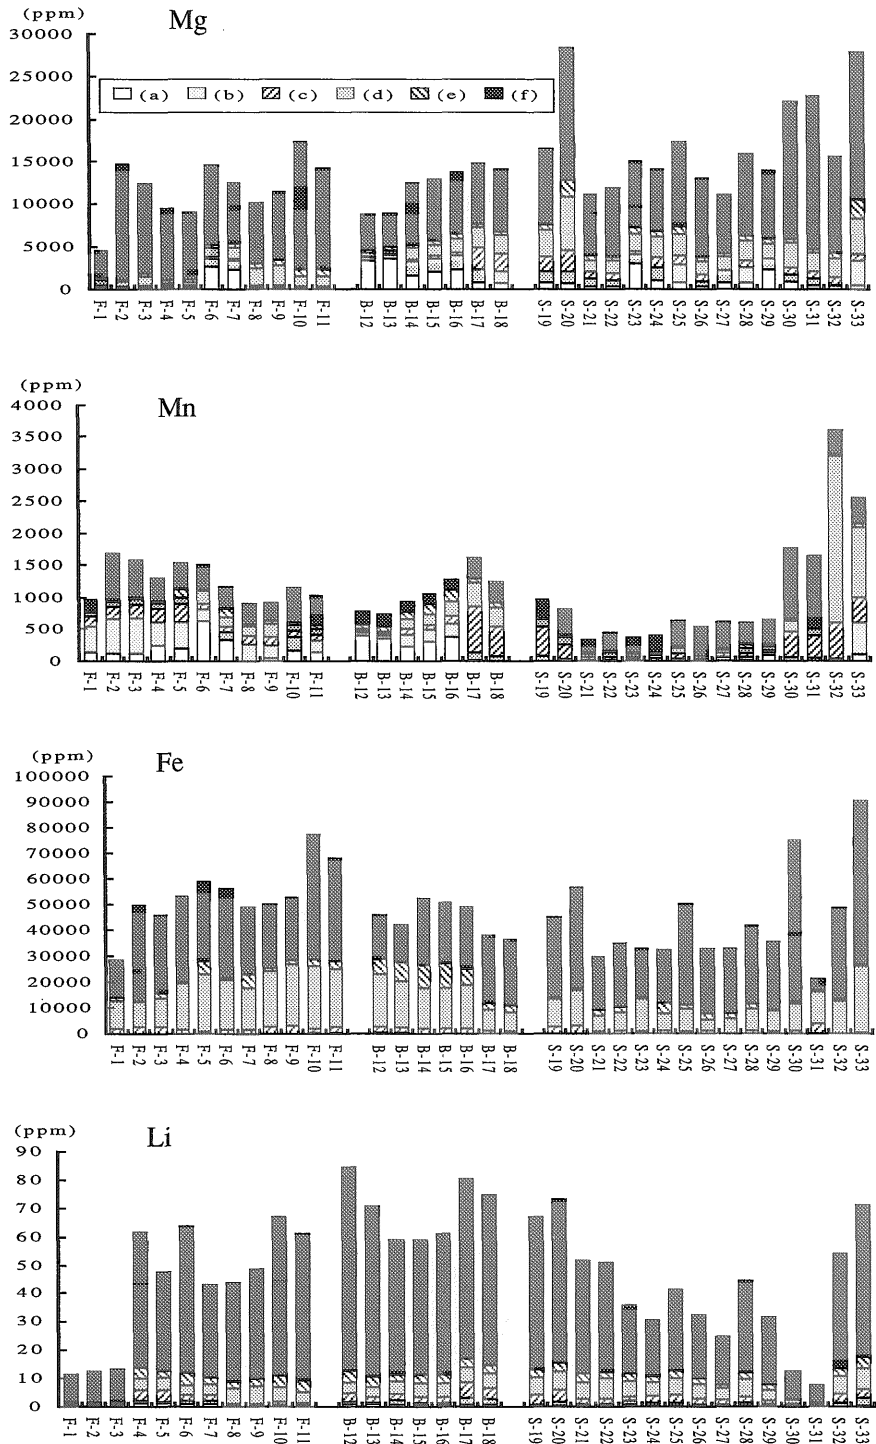 (ppm)
Mg
30000
25000
20000
15000
10000
5000
0
(a) (b) (c) (d) (e) (f)
F-1 F-2 F-3 F-4 F-5 F-6 F-7 F-8 F-9 F-10 F-11 B-12 B-13 B-14 B-15 B-16 B-17 B-18 S-19 S-20 S-21 S-22 S-23 S-24 S-25 S-26 S-27 S-28 S-29 S-30 S-31 S-32 S-33
(ppm)
Mn
4000
3500
3000
2500
2000
1500
1000
500
0
F-1 F-2 F-3 F-4 F-5 F-6 F-7 F-8 F-9 F-10 F-11 B-12 B-13 B-14 B-15 B-16 B-17 B-18 S-19 S-20 S-21 S-22 S-23 S-24 S-25 S-26 S-27 S-28 S-29 S-30 S-31 S-32 S-33
(ppm)
Fe
100000
90000
80000
70000
60000
50000
40000
30000
20000
10000
0
F-1 F-2 F-3 F-4 F-5 F-6 F-7 F-8 F-9 F-10 F-11 B-12 B-13 B-14 B-15 B-16 B-17 B-18 S-19 S-20 S-21 S-22 S-23 S-24 S-25 S-26 S-27 S-28 S-29 S-30 S-31 S-32 S-33
(ppm)
Li
90
80
70
60
50
40
30
20
10
0
F-1 F-2 F-3 F-4 F-5 F-6 F-7 F-8 F-9 F-10 F-11 B-12 B-13 B-14 B-15 B-16 B-17 B-18 S-19 S-20 S-21 S-22 S-23 S-24 S-25 S-26 S-27 S-28 S-29 S-30 S-31 S-32 S-33